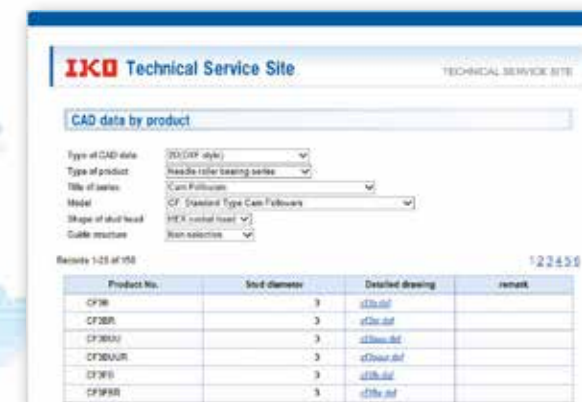 IKO Technical Service Site
TECHNICAL SERVICE SITE
CAD data by product
Type of CAD data 2D(DXF style)
Type of product Needle roller bearing series
Title of series Cam Followers
Model CF Standard Type Cam Followers
Shape of stud head HEX socket head
Guide structure Non selection
Records 1-25 of 150
Product No. Stud diameter Detailed drawing remark
CF3B 3
CF3BR 3
CF3BUU 3
CF3BUUR 3
3
3